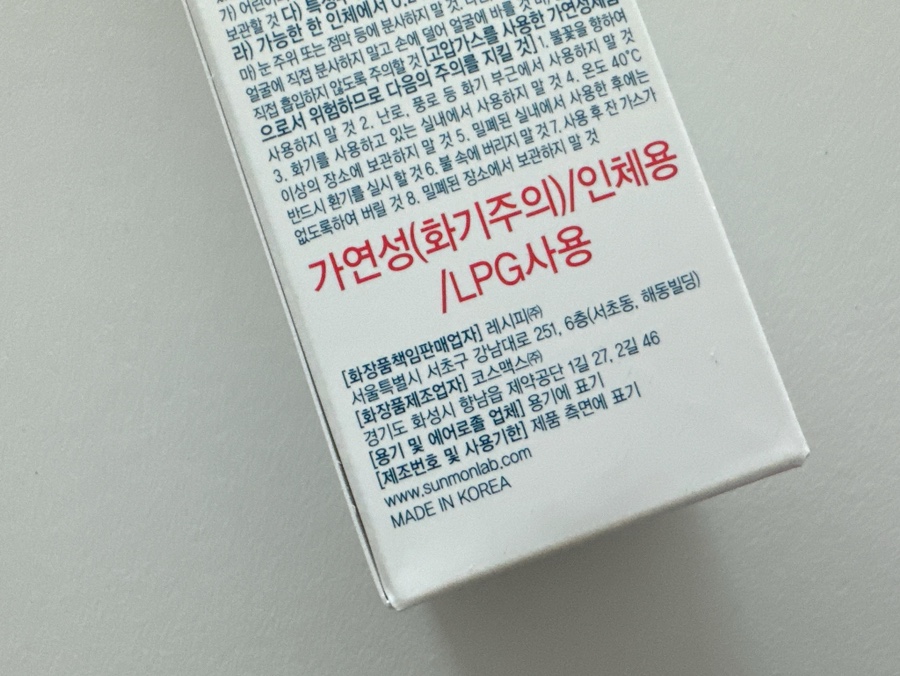 가) 어린이
보관할 것 다) 특정
라) 가능한 한 인체에서
마) 눈 주위 또는 점막 등에 분사하지 말 것.
얼굴에 직접 분사하지 말고 손에 덜어 얼굴에 바를 것
직접 흡입하지 않도록 주의할 것 [고압가스를 사용한 가연성제품
으로서 위험하므로 다음의 주의를 지킬 것] 1. 불꽃을 향하여
사용하지 말 것 2. 난로, 풍로 등 화기 부근에서 사용하지 말 것
3. 화기를 사용하고 있는 실내에서 사용하지 말 것 4. 온도 40℃
이상의 장소에 보관하지 말 것 5. 밀폐된 실내에서 사용한 후에는
반드시 환기를 실시 할 것 6. 불 속에 버리지 말 것 7. 사용 후 잔 가스가
없도록하여 버릴 것 8. 밀폐된 장소에서 보관하지 말 것
가연성(화기주의)/인체용
/LPG사용
[화장품책임판매업자] 레시피㈜
서울특별시 서초구 강남대로 251, 6층(서초동, 해동빌딩)
[화장품제조업자] 코스맥스㈜
경기도 화성시 향남읍 제약공단 1길 27, 2길 46
[용기 및 에어로졸 업체] 용기에 표기
[제조번호 및 사용기한] 제품 측면에 표기
www.sunmonlab.com
MADE IN KOREA